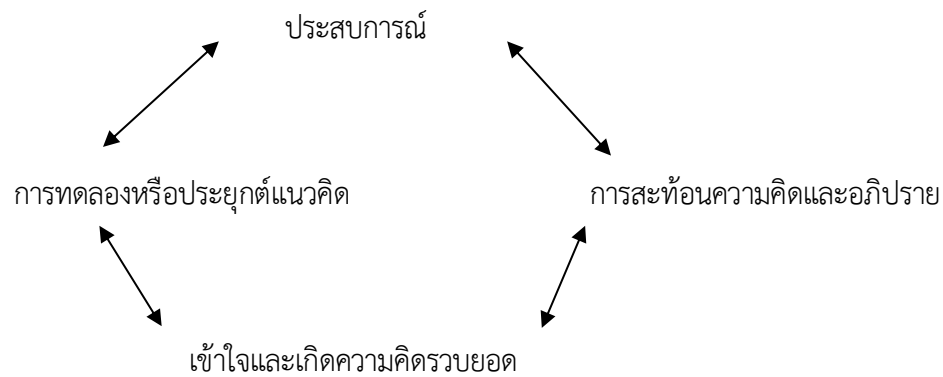 ประสบการณ์
การทดลองหรือประยุกต์แนวคิด
การสะท้อนความคิดและอภิปราย
เข้าใจและเกิดความคิดรวบยอด